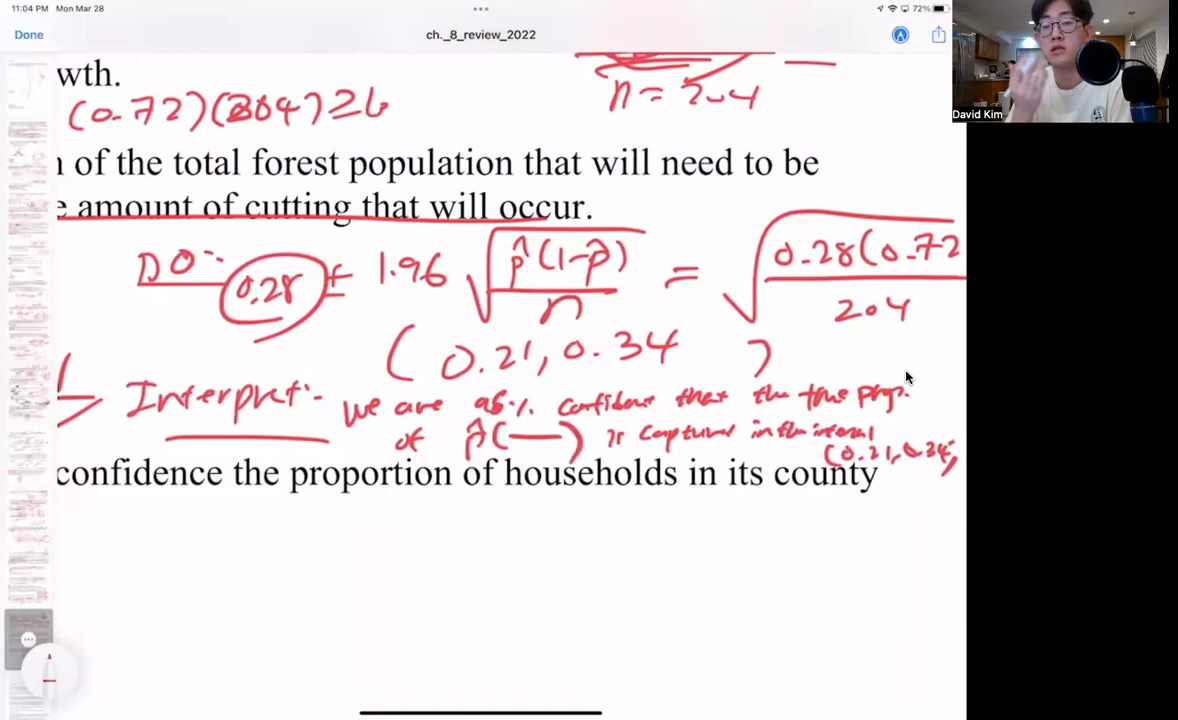 11:04 PM Mon Mar 28
72%
Done
ch._8_review_2022
David Kim
wth.
n = 204
(0.72)(204)≥
of the total forest population that will need to be
e amount of cutting that will occur.
DO:
0.28 ± 1.96 √ p̂(1-p̂) / n = √ 0.28(0.72 / 204
( 0.21, 0.34 )
Interpret:- we are 95% confident that the true prop.
of p̂(—) is captured in the interval
(0.21, 0.34)
confidence the proportion of households in its county